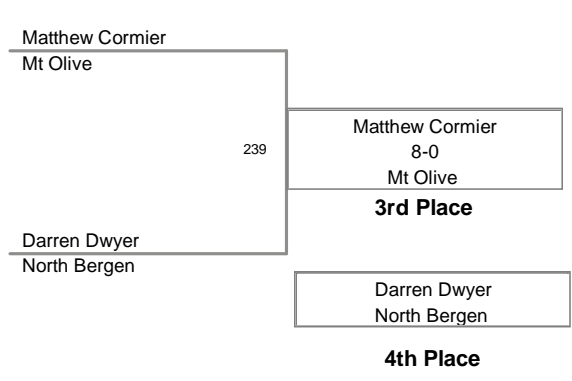 Matthew Cormier
Mt Olive
239
Matthew Cormier
8-0
Mt Olive
3rd Place
Darren Dwyer
North Bergen
Darren Dwyer
North Bergen
4th Place